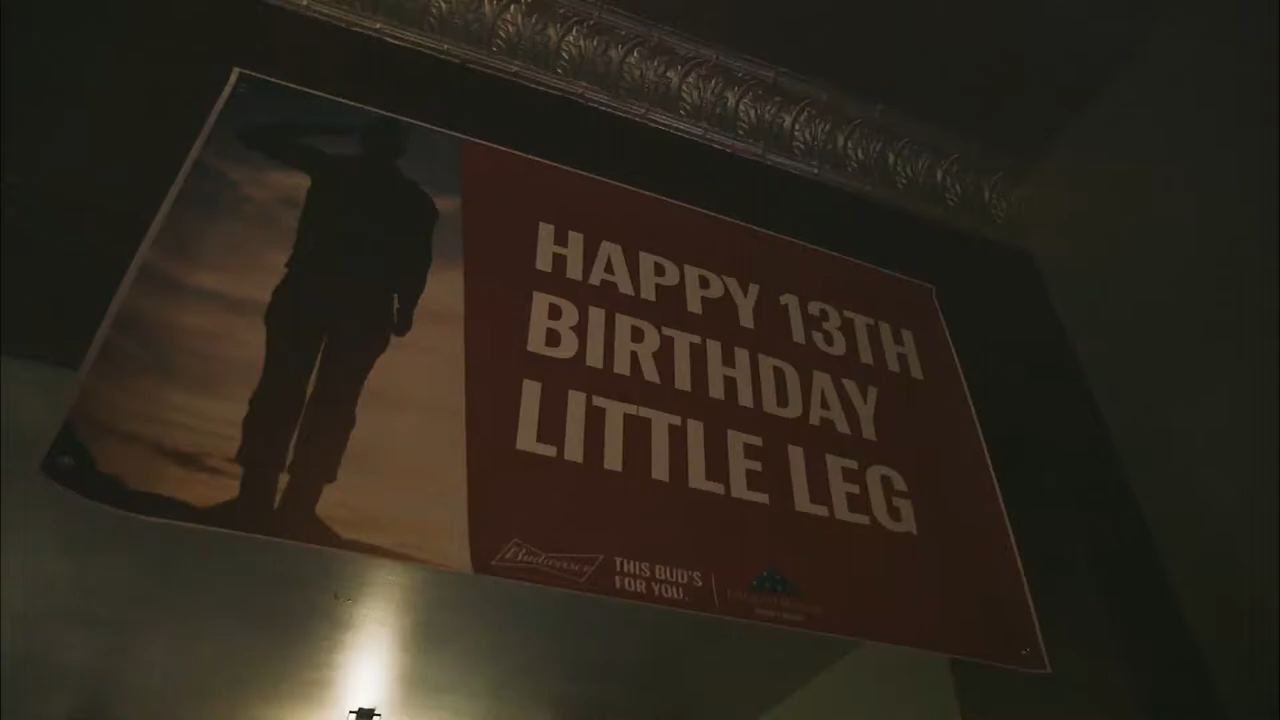 HAPPY 13TH
BIRTHDAY
LITTLE LEG
Budweiser
THIS BUD'S
FOR YOU.